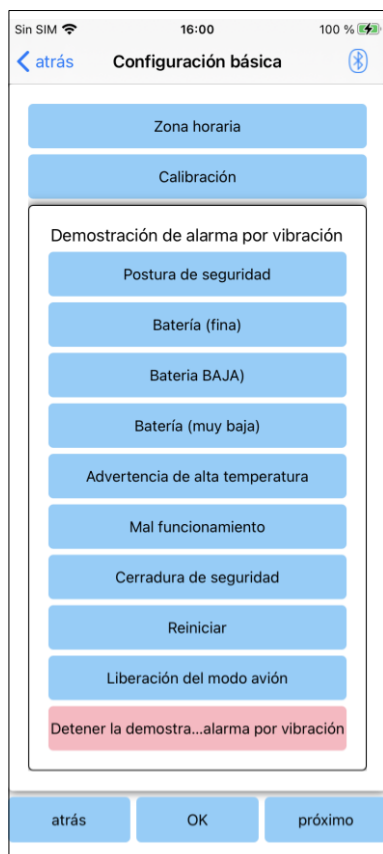 Sin SIM 16:00 100 %
atrás Configuración básica
Zona horaria
Calibración
Demostración de alarma por vibración
Postura de seguridad
Batería (fina)
Bateria BAJA)
Batería (muy baja)
Advertencia de alta temperatura
Mal funcionamiento
Cerradura de seguridad
Reiniciar
Liberación del modo avión
Detener la demostra...alarma por vibración
atrás OK próximo